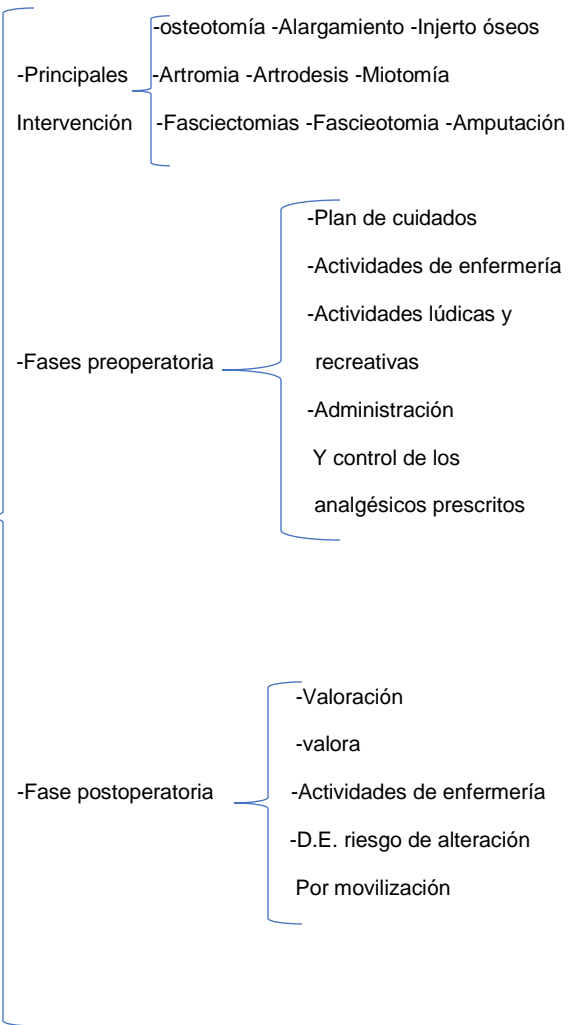 -osteotomía -Alargamiento -Injerto óseos
-Principales -Artromia -Artrodesis -Miotomía
Intervención -Fasciectomias -Fascieotomia -Amputación
-Plan de cuidados
-Actividades de enfermería
-Actividades lúdicas y
-Fases preoperatoria recreativas
-Administración
Y control de los
analgésicos prescritos
-Valoración
-valora
-Fase postoperatoria -Actividades de enfermería
-D.E. riesgo de alteración
Por movilización